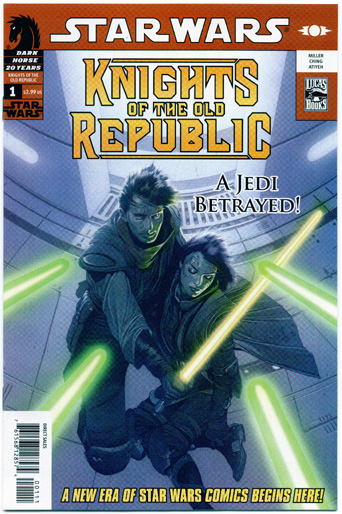 STAR WARS
DARK
HORSE
20 YEARS
KNIGHTS OF THE
OLD REPUBLIC
1 $2.99 US
STAR
WARS
MILLER
CHING
ATIYEH
LUCAS
BOOKS
KNIGHTS
OF THE OLD
REPUBLIC
A JEDI
BETRAYED!
DIRECT SALES
00111
A NEW ERA OF STAR WARS COMICS BEGINS HERE!